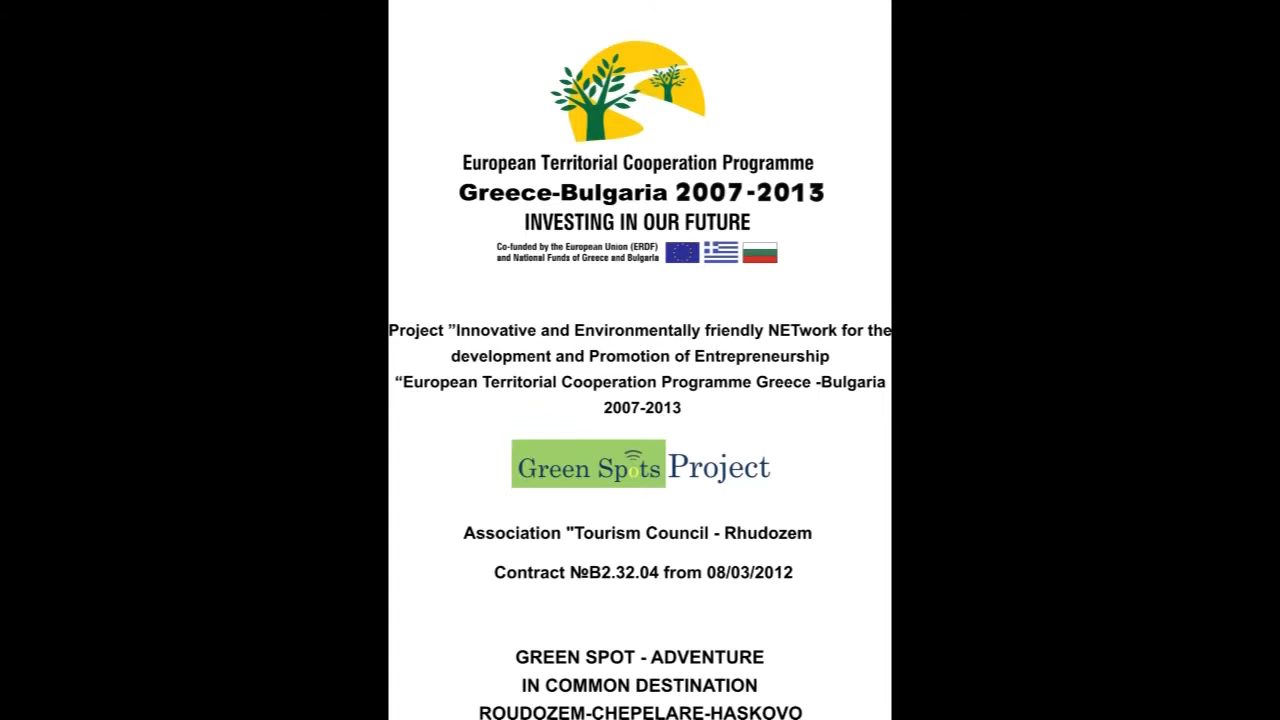 European Territorial Cooperation Programme
Greece-Bulgaria 2007-2013
INVESTING IN OUR FUTURE
Co-funded by the European Union (ERDF)
and National Funds of Greece and Bulgaria
Project ”Innovative and Environmentally friendly NETwork for the
development and Promotion of Entrepreneurship
“European Territorial Cooperation Programme Greece -Bulgaria
2007-2013
Green Spots Project
Association "Tourism Council - Rhudozem
Contract №B2.32.04 from 08/03/2012
GREEN SPOT - ADVENTURE
IN COMMON DESTINATION
ROUDOZEM-CHEPELARE-HASKOVO